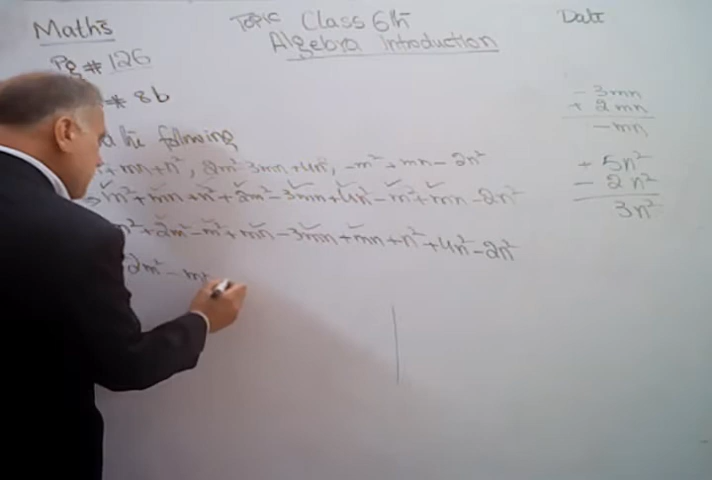 Maths
Topic Class 6th
Date
Algebra Introduction
Pg # 126
# 8b
the following
+ mn + n², 2m² 3mn + 4n², -m² + mn - 2n²
m² + mn + n² + 2m² - 3mn + 4n² - m² + mn - 2n²
m² + 2m² - m² + mn - 3mn + mn + n² + 4n² - 2n²
2m² - m²
- 3mn
+ 2mn
- mn
+ 5n²
- 2n²
3n²